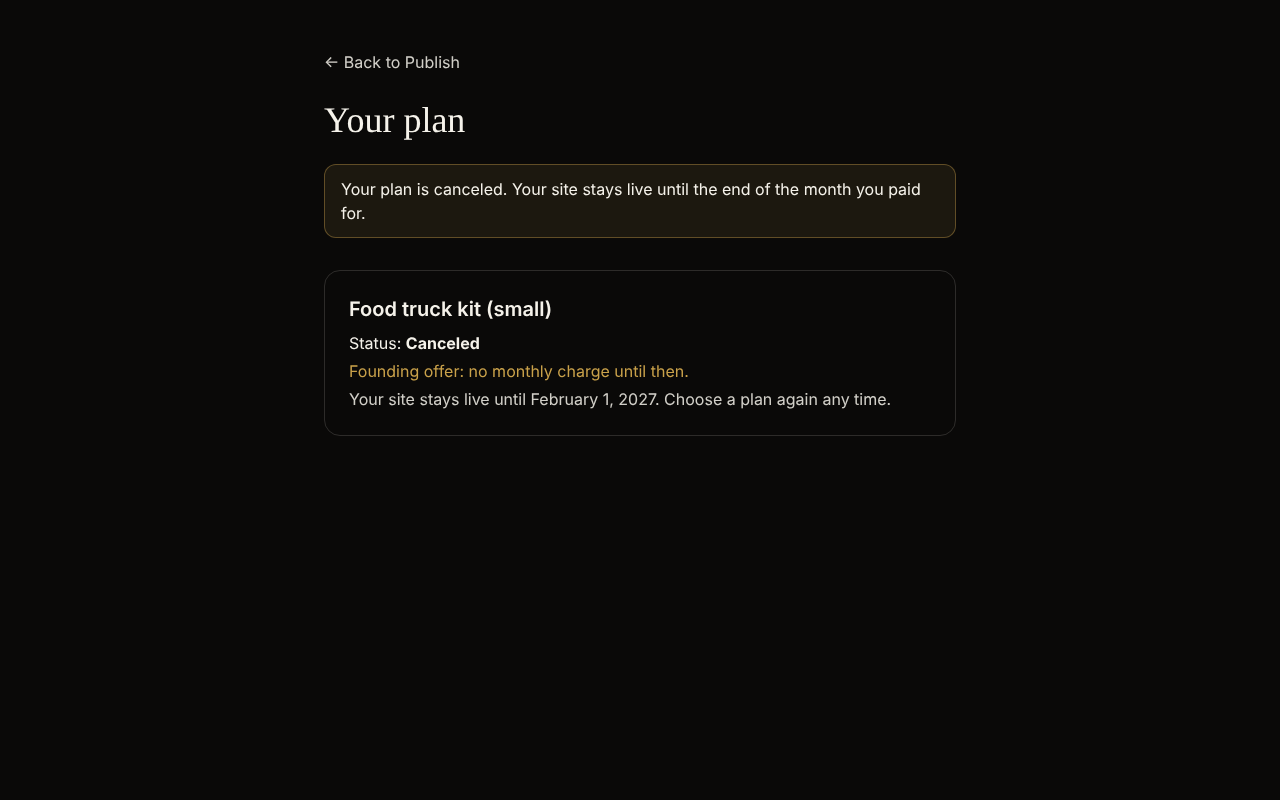 ← Back to Publish
Your plan
Your plan is canceled. Your site stays live until the end of the month you paid
for.
Food truck kit (small)
Status: Canceled
Founding offer: no monthly charge until then.
Your site stays live until February 1, 2027. Choose a plan again any time.